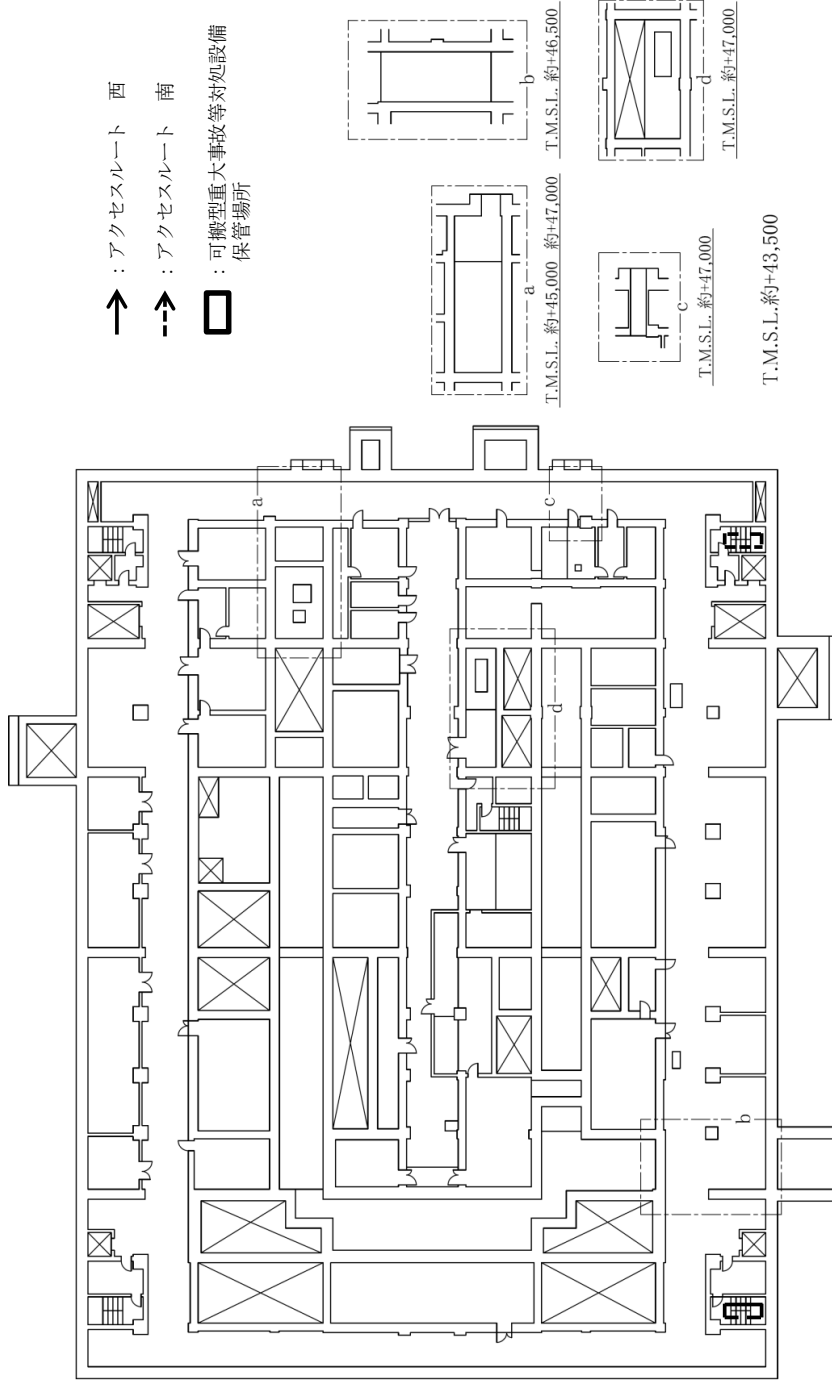 ：アクセスルート　西
：アクセスルート　南
：可搬型重大事故等対処設備
保管場所
a
T.M.S.L. 約+45,000　約+47,000
b
T.M.S.L. 約+46,500
c
T.M.S.L. 約+47,000
d
T.M.S.L. 約+47,000
T.M.S.L.約+43,500
a
c
d
b